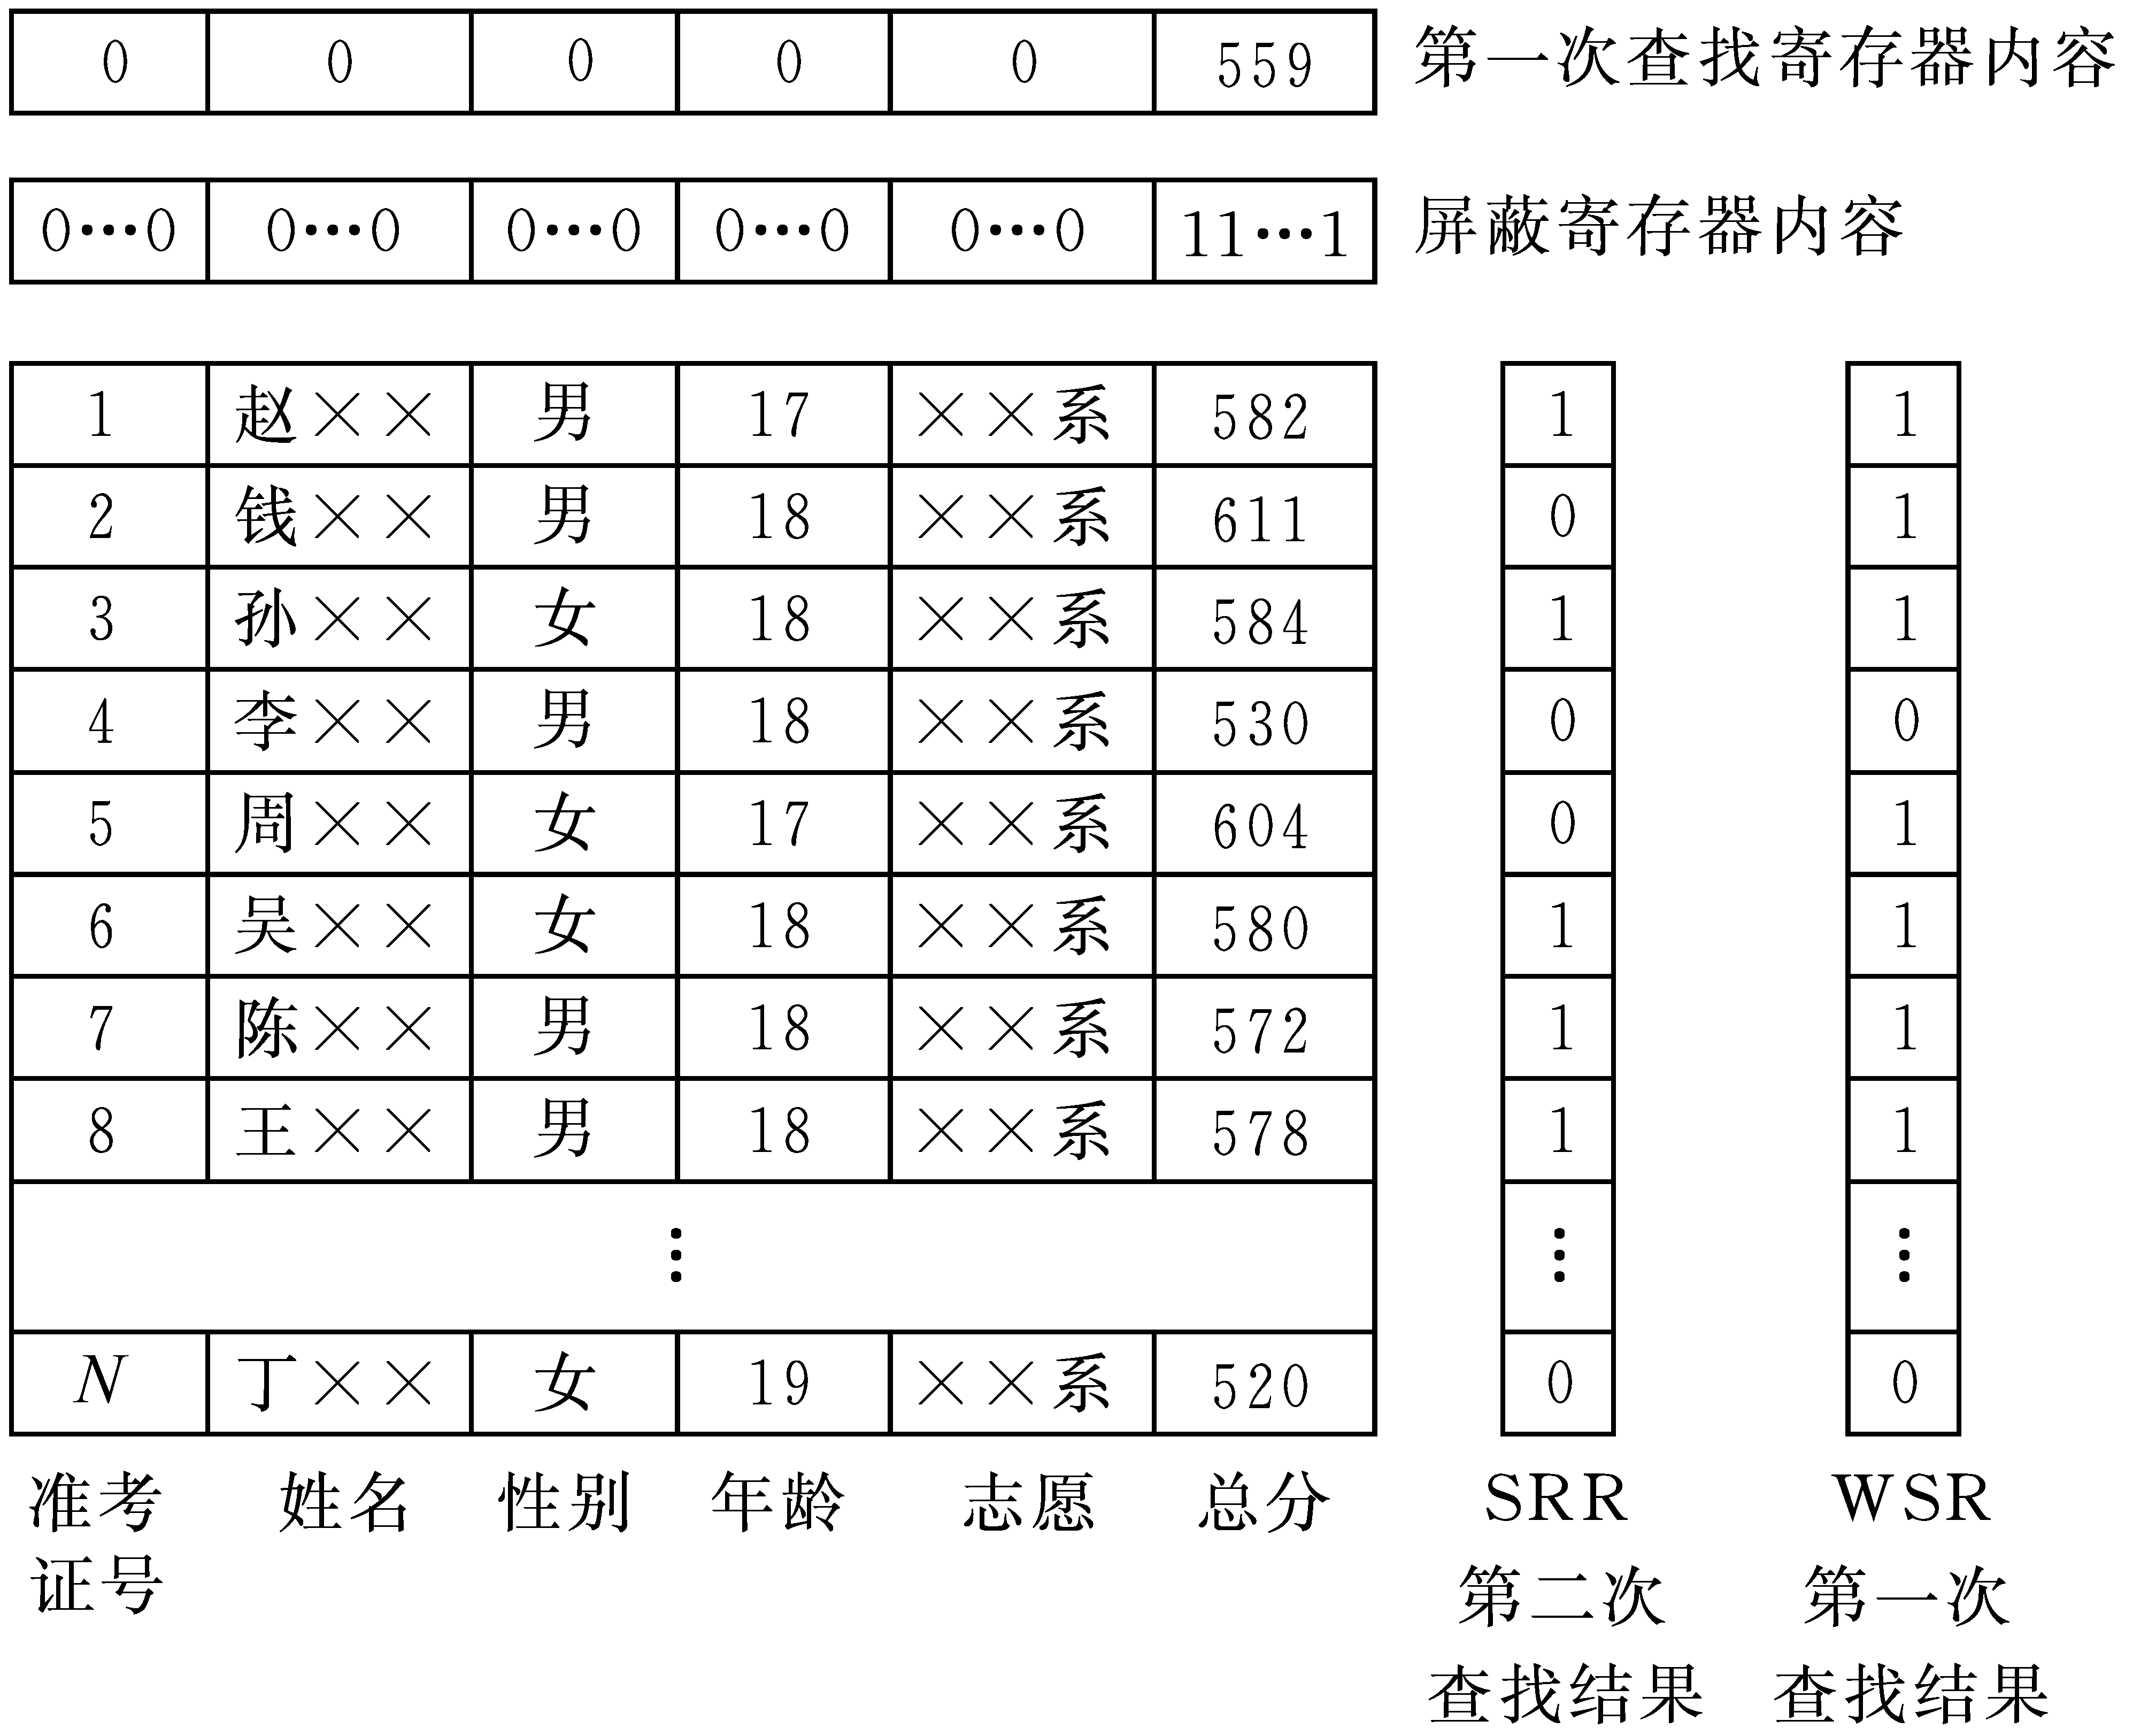 0 0 0 0 0 559 第一次查找寄存器内容
0…0 0…0 0…0 0…0 0…0 11…1 屏蔽寄存器内容
1 赵×× 男 17 ××系 582 1 1
2 钱×× 男 18 ××系 611 0 1
3 孙×× 女 18 ××系 584 1 1
4 李×× 男 18 ××系 530 0 0
5 周×× 女 17 ××系 604 0 1
6 吴×× 女 18 ××系 580 1 1
7 陈×× 男 18 ××系 572 1 1
8 王×× 男 18 ××系 578 1 1
⋮ ⋮ ⋮
N 丁×× 女 19 ××系 520 0 0
准考 姓名 性别 年龄 志愿 总分 SRR WSR
证号 第二次 第一次
查找结果 查找结果